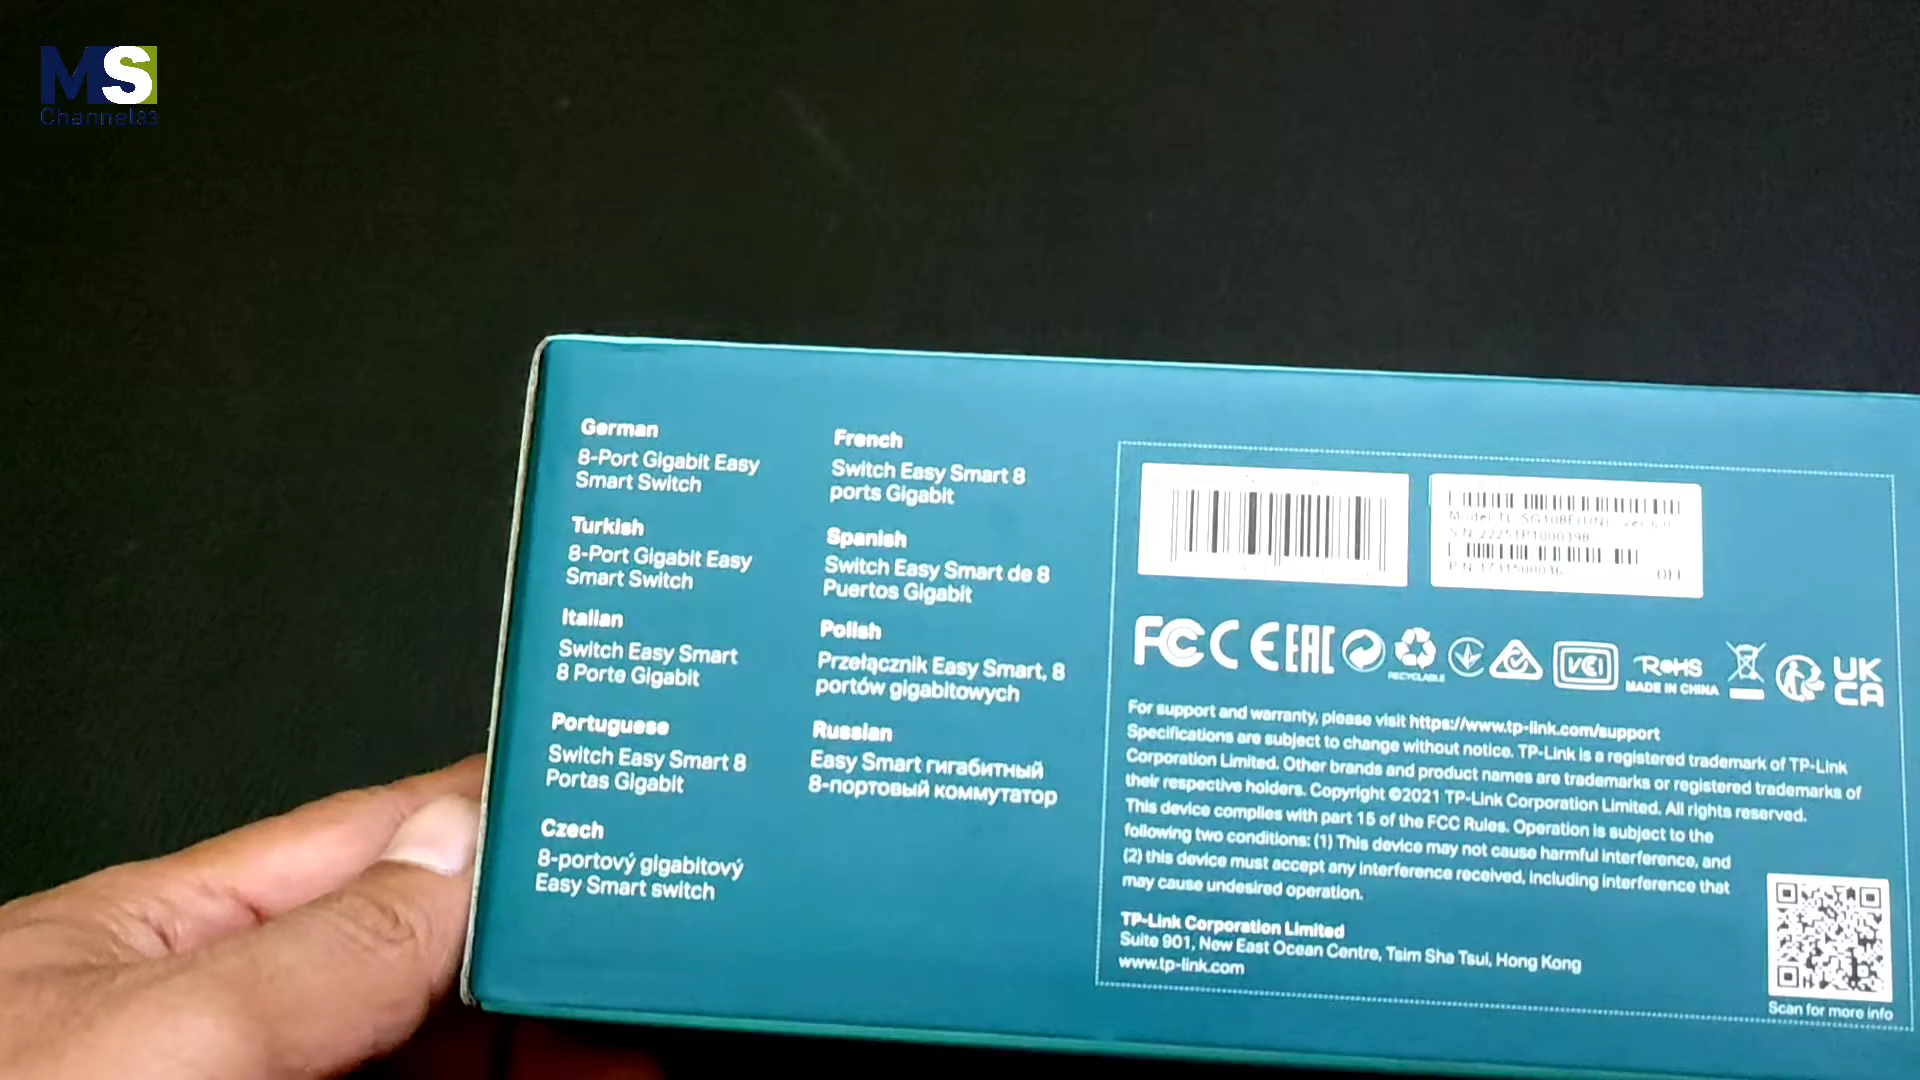 MS
Channel83
German
8-Port Gigabit Easy
Smart Switch
Turkish
8-Port Gigabit Easy
Smart Switch
Italian
Switch Easy Smart
8 Porte Gigabit
Portuguese
Switch Easy Smart 8
Portas Gigabit
Czech
8-portový gigabitový
Easy Smart switch
French
Switch Easy Smart 8
ports Gigabit
Spanish
Switch Easy Smart de 8
Puertos Gigabit
Polish
Przełącznik Easy Smart, 8
portów gigabitowych
Russian
Easy Smart гигабитный
8-портовый коммутатор
S/N: 22251P1000398
FC CE EAC
RECYCLABLE
VCI
RoHS
MADE IN CHINA
UK
CA
For support and warranty, please visit https://www.tp-link.com/support
Specifications are subject to change without notice. TP-Link is a registered trademark of TP-Link
Corporation Limited. Other brands and product names are trademarks or registered trademarks of
their respective holders. Copyright ©2021 TP-Link Corporation Limited. All rights reserved.
This device complies with part 15 of the FCC Rules. Operation is subject to the
following two conditions: (1) This device may not cause harmful interference, and
(2) this device must accept any interference received, including interference that
may cause undesired operation.
TP-Link Corporation Limited
Suite 901, New East Ocean Centre, Tsim Sha Tsui, Hong Kong
www.tp-link.com
Scan for more info